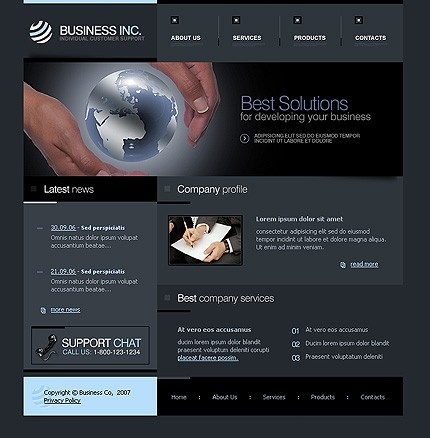 BUSINESS INC.
INDIVIDUAL CUSTOMER SUPPORT
ABOUT US
SERVICES
PRODUCTS
CONTACTS
Best Solutions
for developing your business
ADIPISICING ELIT SED DO EIUSMOD TEMPOR
INCIDINT UT LABORE ET DOLORE
Latest news
30.09.06 - Sed perspiciatis
Omnis natus dolor ipsum volupat
accusantium beatae...
21.09.06 - Sed perspiciatis
Omnis natus dolor ipsum volupat
accusantium beatae...
more news
SUPPORT CHAT
CALL US: 1-800-123-1234
Company profile
Lorem ipsum dolor sit amet
consectetur adipisicing elit sed do eiusmod
tempor incidint ut labore et dolore magna aliqua.
Ut enim ad minim veniam.
read more
Best company services
At vero eos accusamus
ducim lorem ipsum dolor blandit
praesent voluptun deleniti corupti
placeat facere possim.
01 At vero eos accusamus
02 Ducim und dolor ipsum blandit
03 Praesent voluptatum deleniti
Copyright © Business Co, 2007
Privacy Policy
Home : About Us : Services : Products : Contacts